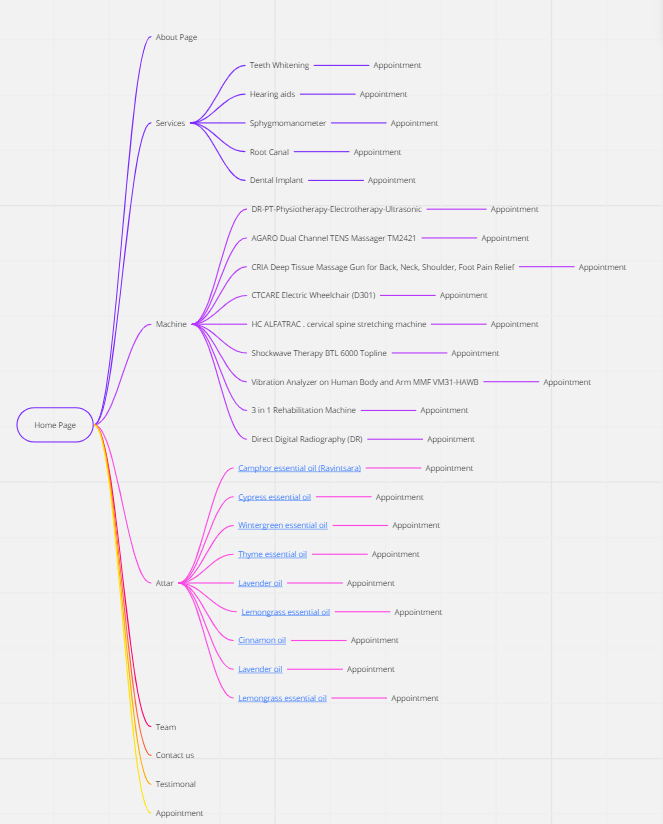 About Page
Teeth Whitening Appointment
Hearing aids Appointment
Services Sphygmomanometer Appointment
Root Canal Appointment
Dental Implant Appointment
DR-PT-Physiotherapy-Electrotherapy-Ultrasonic Appointment
AGARO Dual Channel TENS Massager TM2421 Appointment
CRIA Deep Tissue Massage Gun for Back, Neck, Shoulder, Foot Pain Relief Appointment
CTCARE Electric Wheelchair (D301) Appointment
Machine HC ALFATRAC . cervical spine stretching machine Appointment
Shockwave Therapy BTL 6000 Topline Appointment
Vibration Analyzer on Human Body and Arm MMF VM31-HAWB Appointment
3 in 1 Rehabilitation Machine Appointment
Home Page
Direct Digital Radiography (DR) Appointment
Camphor essential oil (Ravintsara) Appointment
Cypress essential oil Appointment
Wintergreen essential oil Appointment
Thyme essential oil Appointment
Attar Lavender oil Appointment
Lemongrass essential oil Appointment
Cinnamon oil Appointment
Lavender oil Appointment
Lemongrass essential oil Appointment
Team
Contact us
Testimonal
Appointment